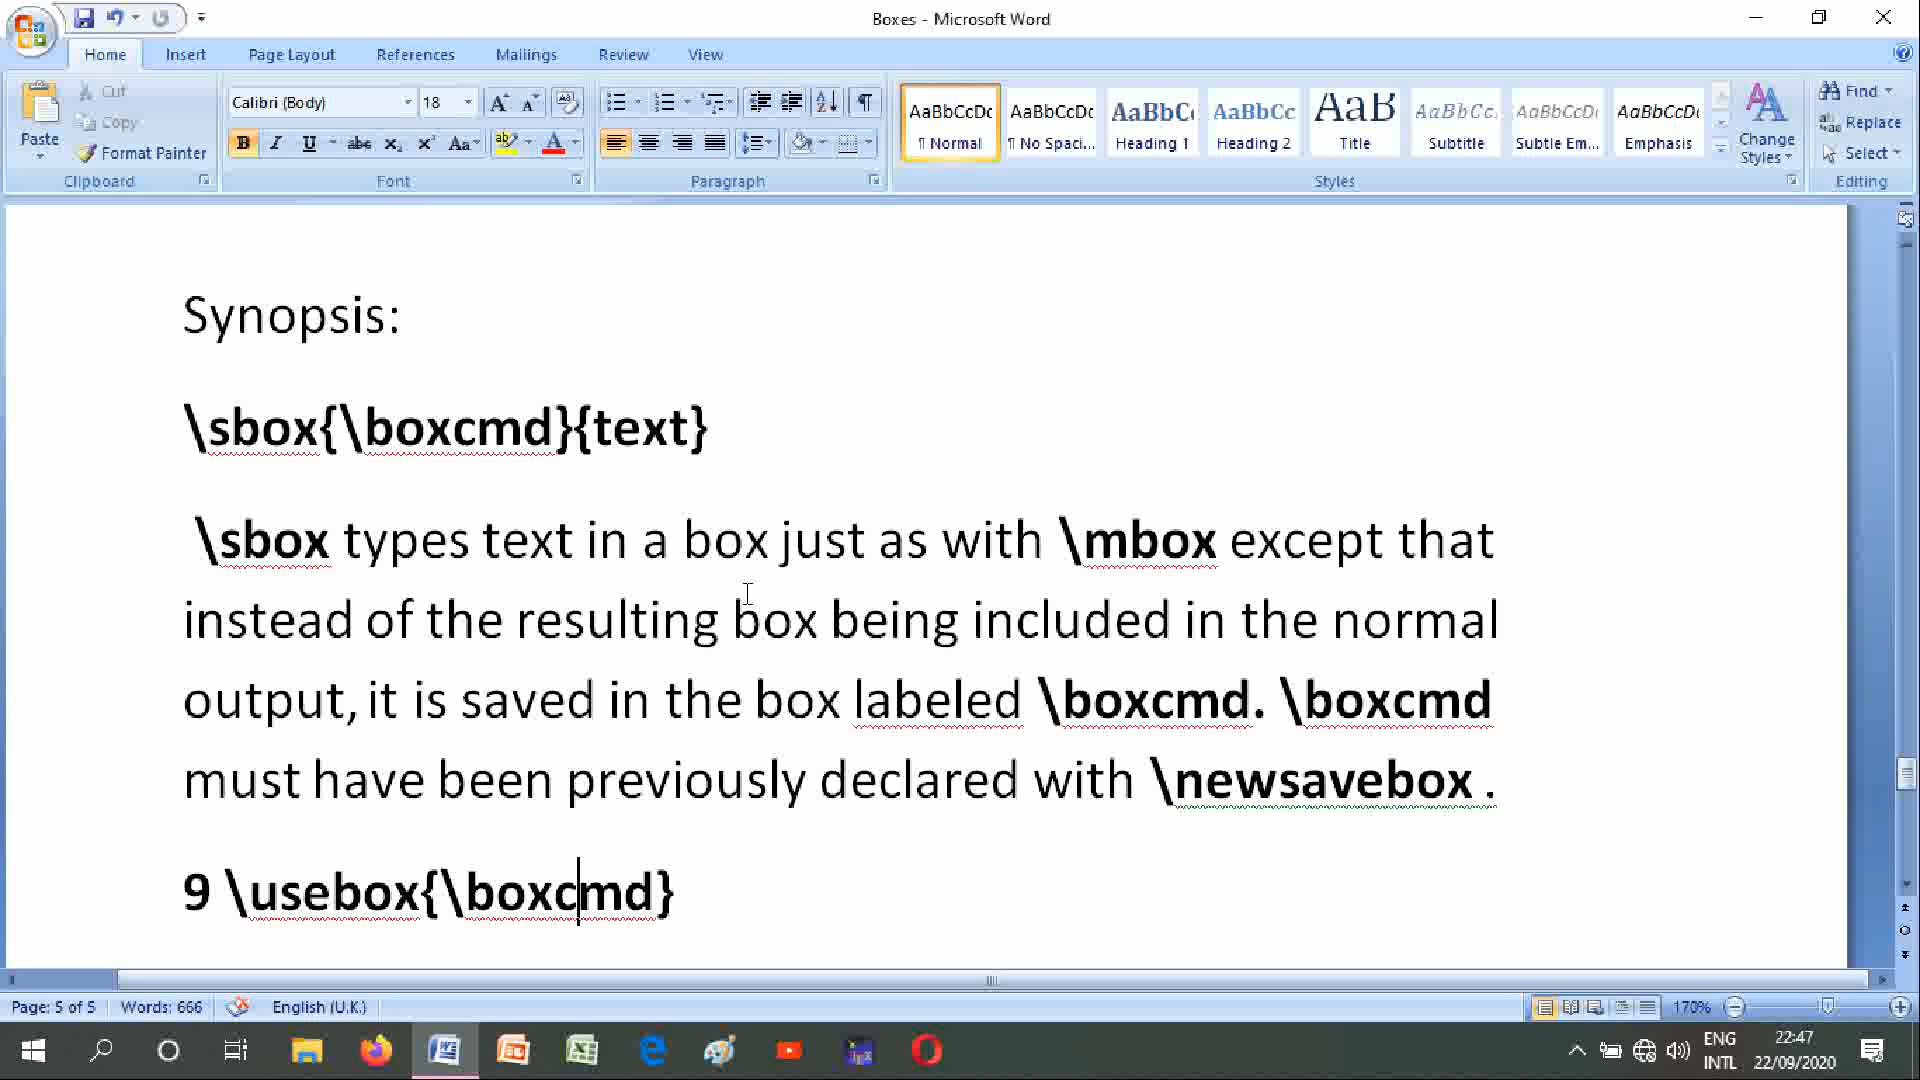 Boxes - Microsoft Word
Home Insert Page Layout References Mailings Review View
Paste
Cut
Copy
Format Painter
Clipboard
Calibri (Body) 18
Font
Paragraph
AaBbCcDc AaBbCcDc AaBbC AaBbCc AaB AaBbCc. AaBbCcDc AaBbCcDc
¶ Normal ¶ No Spaci... Heading 1 Heading 2 Title Subtitle Subtle Em... Emphasis
Change Styles
Styles
Find
Replace
Select
Editing
Synopsis:
\sbox{\boxcmd}{text}
\sbox types text in a box just as with \mbox except that
instead of the resulting box being included in the normal
output, it is saved in the box labeled \boxcmd. \boxcmd
must have been previously declared with \newsavebox .
9 \usebox{\boxcmd}
Page: 5 of 5 Words: 666 English (U.K.) 170%
ENG 22:47
INTL 22/09/2020